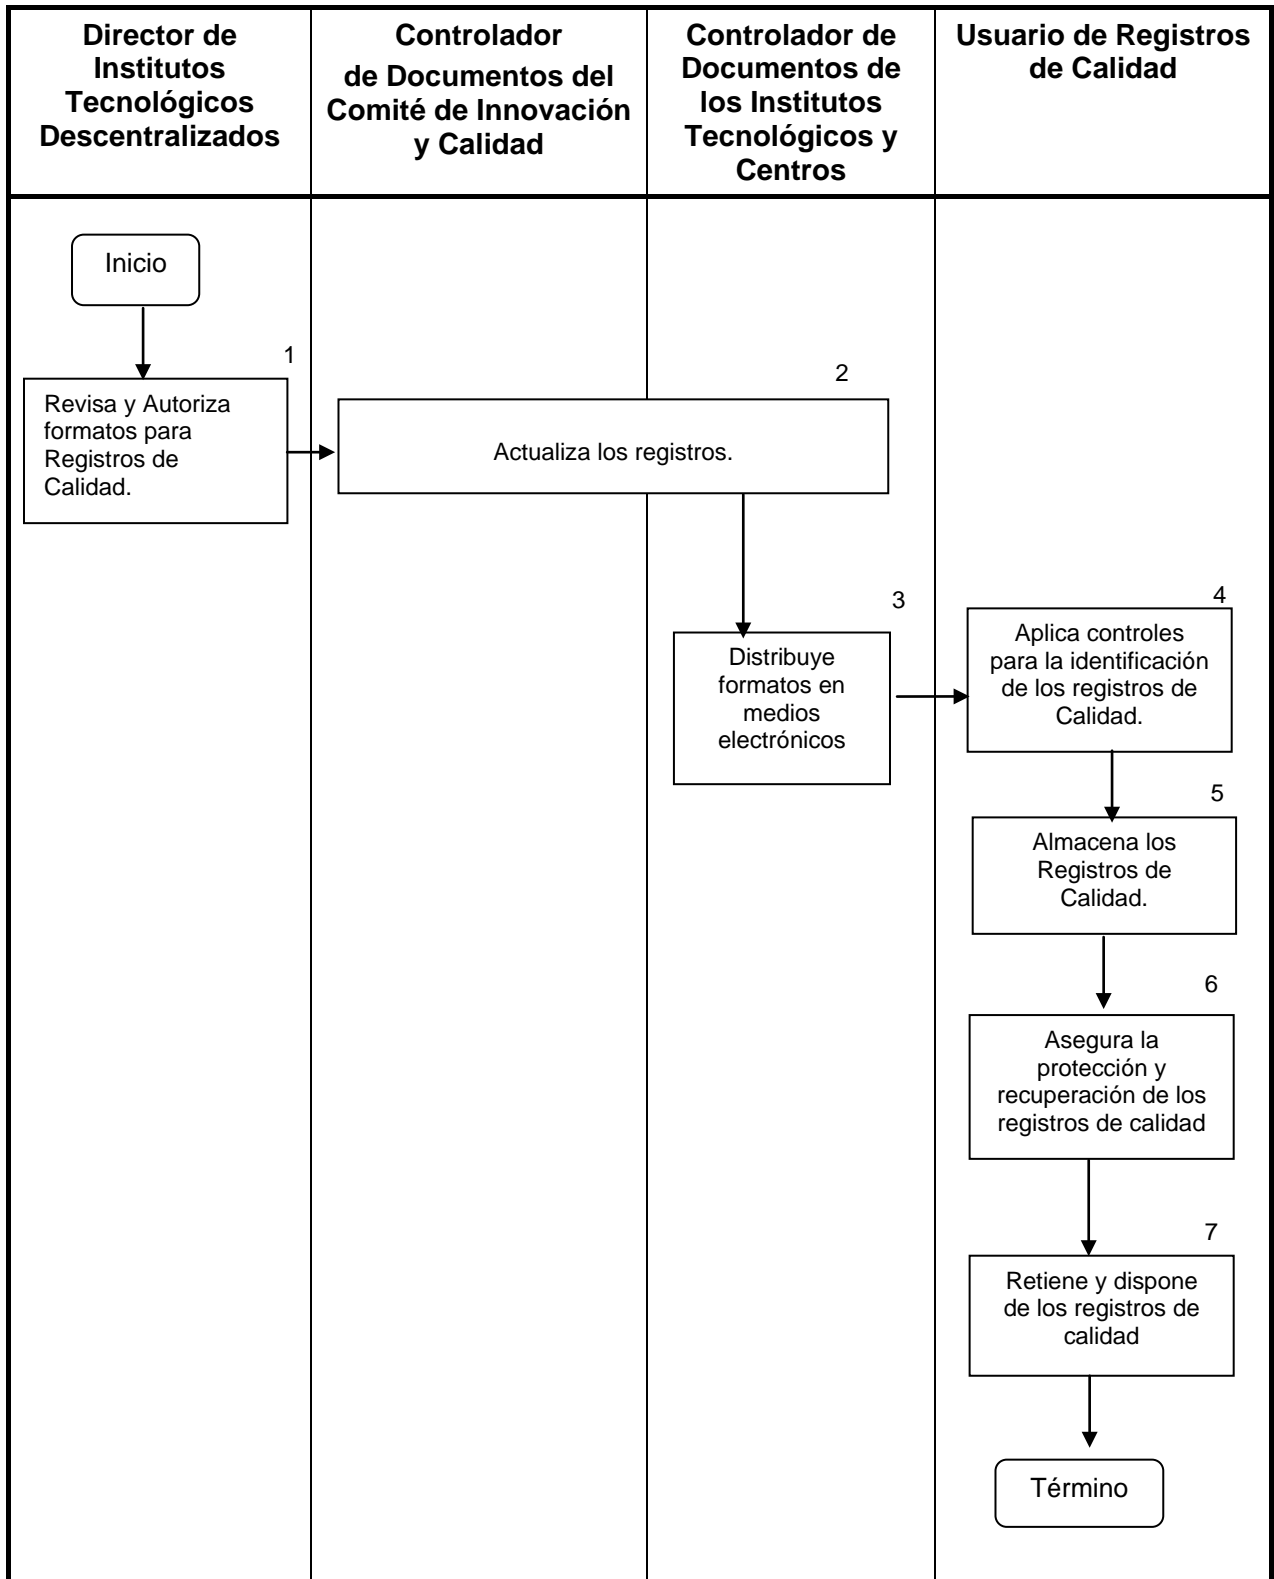 Director de
Institutos
Tecnológicos
Descentralizados
Controlador
de Documentos del
Comité de Innovación
y Calidad
Controlador de
Documentos de
los Institutos
Tecnológicos y
Centros
Usuario de Registros
de Calidad
Inicio
1
Revisa y Autoriza
formatos para
Registros de
Calidad.
2
Actualiza los registros.
3
Distribuye
formatos en
medios
electrónicos
4
Aplica controles
para la identificación
de los registros de
Calidad.
5
Almacena los
Registros de
Calidad.
6
Asegura la
protección y
recuperación de los
registros de calidad
7
Retiene y dispone
de los registros de
calidad
Término